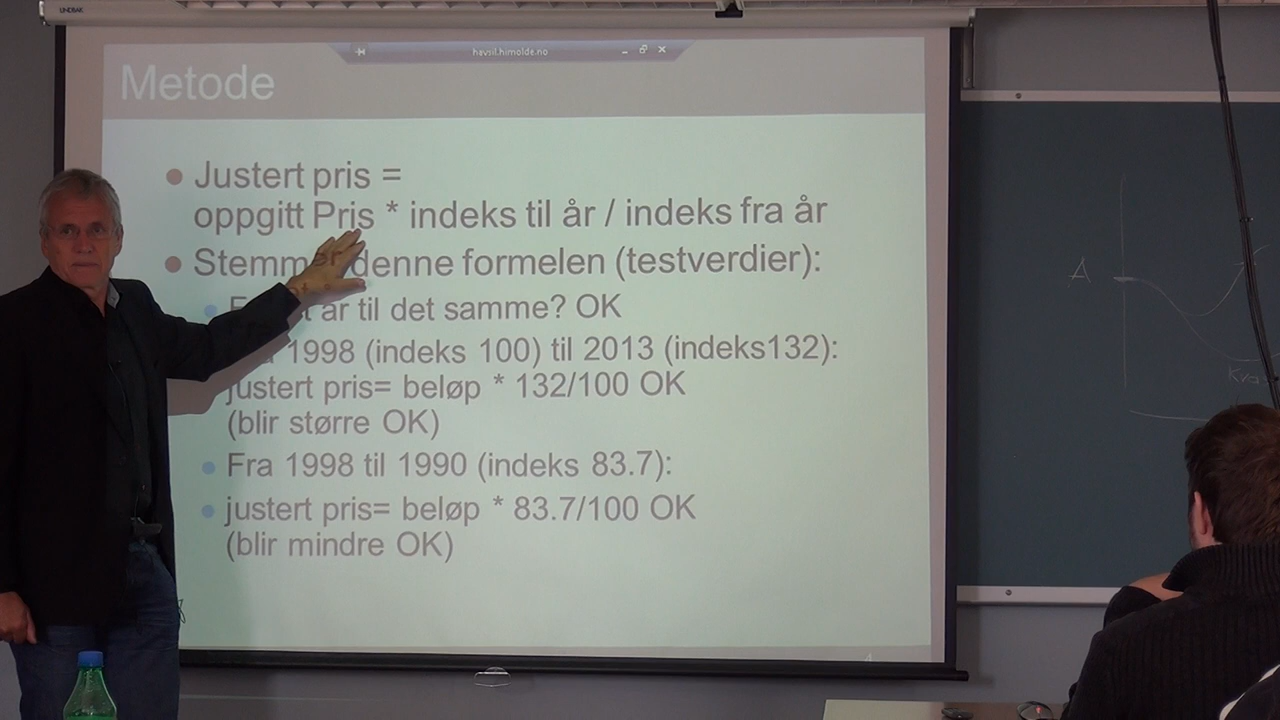 LINDBAK
havsil.himolde.no
Metode
Justert pris =
oppgitt Pris * indeks til år / indeks fra år
Stemmer denne formelen (testverdier):
år til det samme? OK
1998 (indeks 100) til 2013 (indeks132):
justert pris= beløp * 132/100 OK
(blir større OK)
Fra 1998 til 1990 (indeks 83.7):
justert pris= beløp * 83.7/100 OK
(blir mindre OK)
4
A